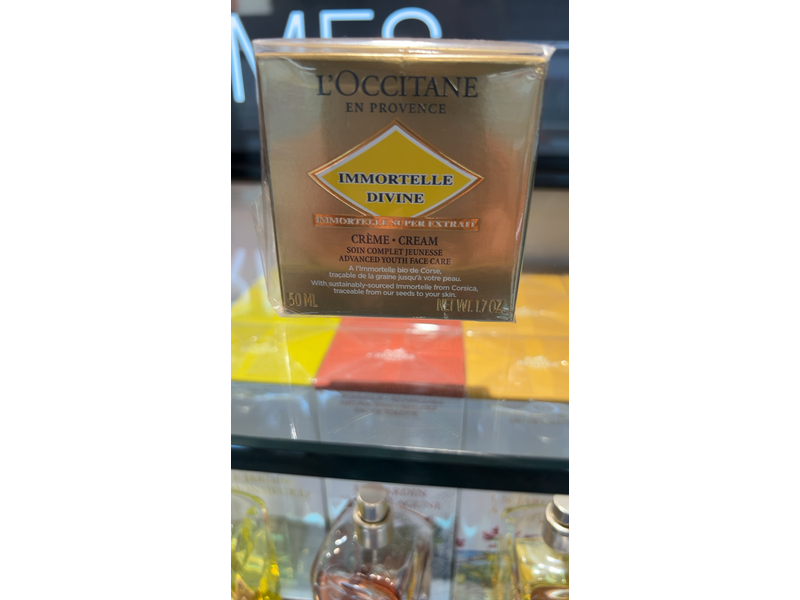 L'OCCITANE
EN PROVENCE
IMMORTELLE
DIVINE
IMMORTELLE SUPER EXTRAIT
CRÈME • CREAM
SOIN COMPLET JEUNESSE
ADVANCED YOUTH FACE CARE
À l'Immortelle bio de Corse,
traçable de la graine jusqu'à votre peau.
With sustainably-sourced Immortelle from Corsica,
traceable from our seeds to your skin.
50 ML NET WT. 1.7 OZ.